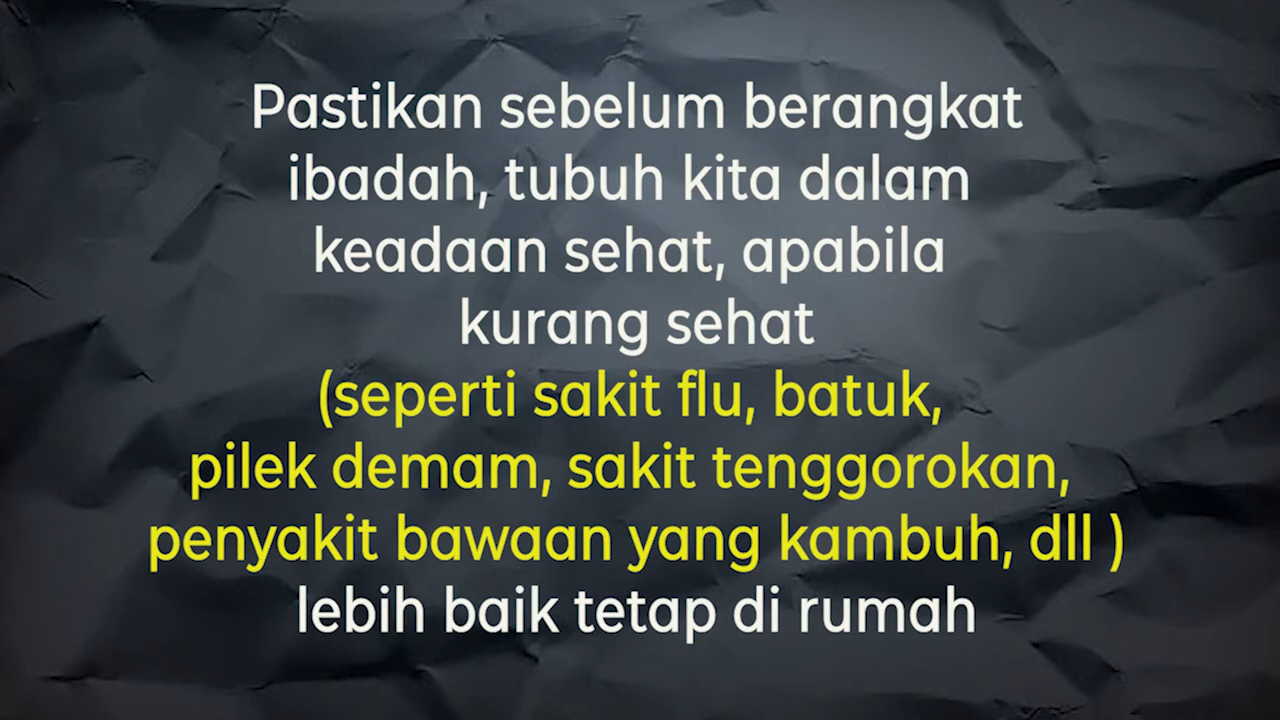 Pastikan sebelum berangkat
ibadah, tubuh kita dalam
keadaan sehat, apabila
kurang sehat
(seperti sakit flu, batuk,
pilek demam, sakit tenggorokan,
penyakit bawaan yang kambuh, dll )
lebih baik tetap di rumah